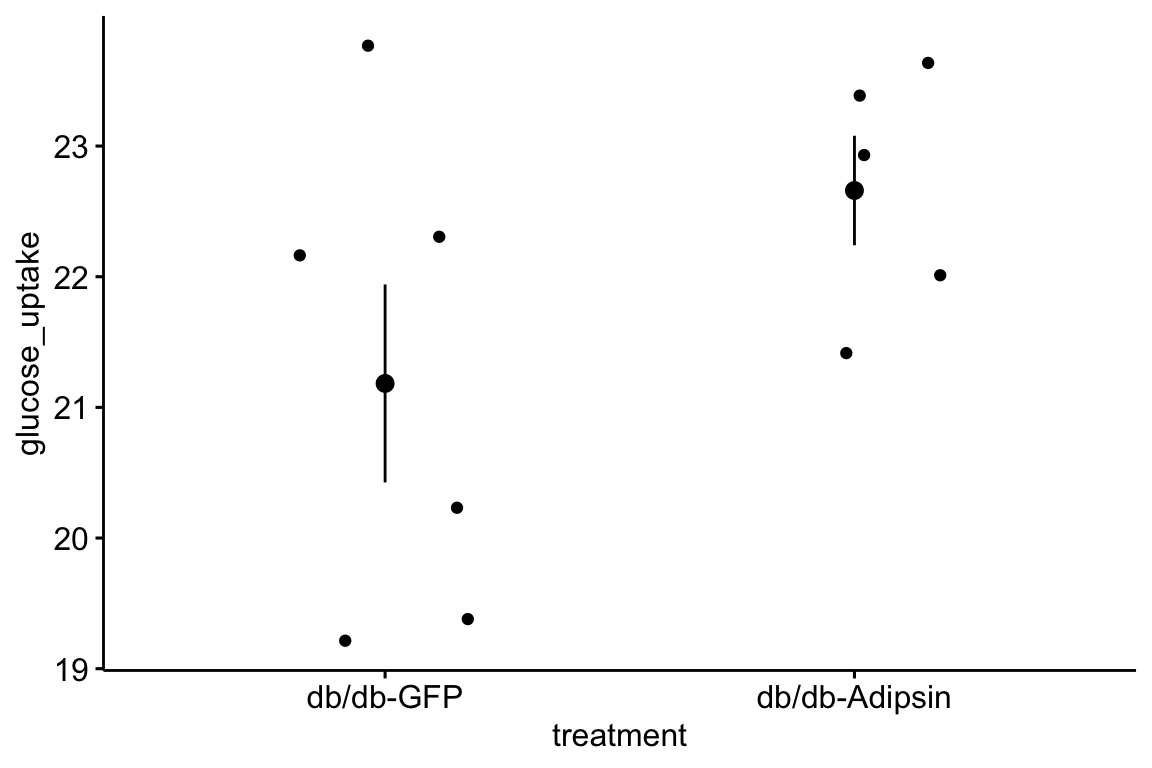 glucose_uptake
23
22
21
20
19
db/db-GFP
db/db-Adipsin
treatment